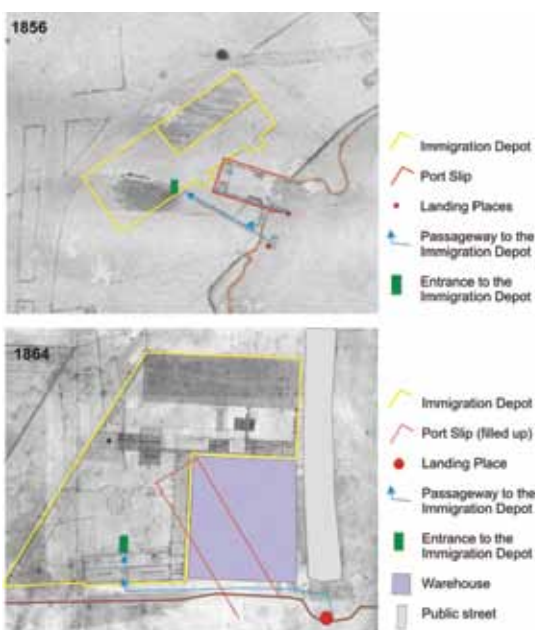 1856
Immigration Depot
Port Slip
Landing Places
Passageway to the
Immigration Depot
Entrance to the
Immigration Depot
1864
Immigration Depot
Port Slip (filled up)
Landing Place
Passageway to the
Immigration Depot
Entrance to the
Immigration Depot
Warehouse
Public street